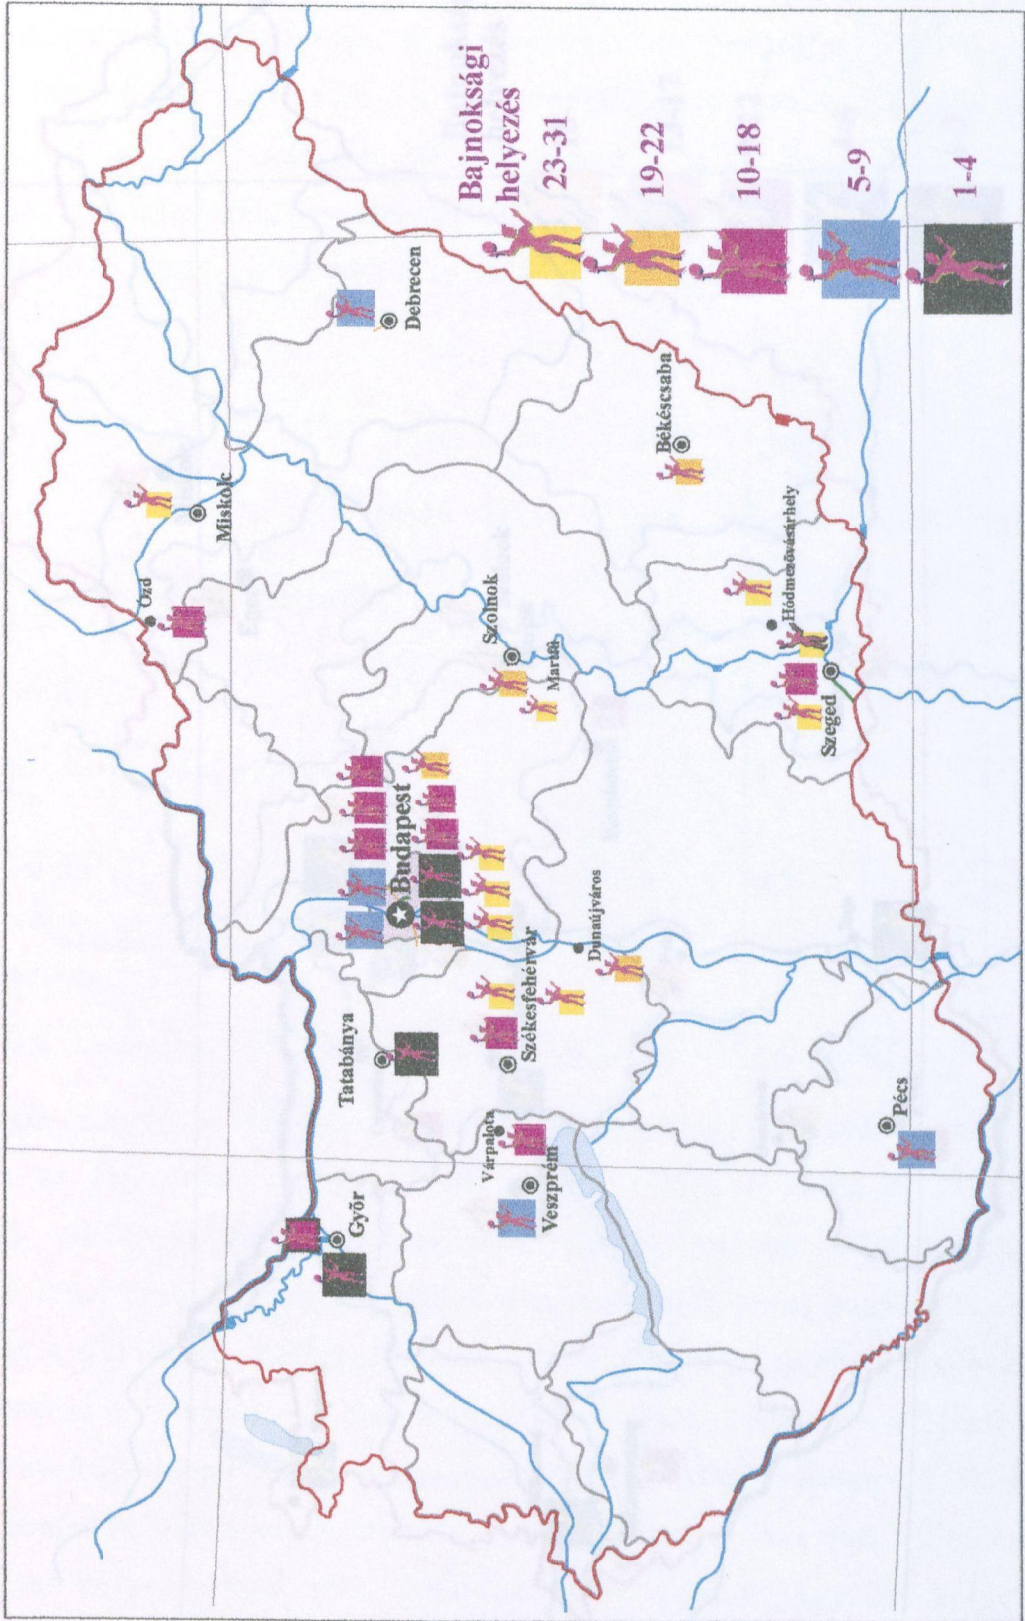 Ózd
Miskolc
Debrecen
Győr
Tatabánya
Budapest
Szolnok
Martfű
Várpalota
Veszprém
Székesfehérvár
Dunaújváros
Békéscsaba
Hódmezővásárhely
Szeged
Pécs
Bajnoksági
helyezés
23-31
19-22
10-18
5-9
1-4